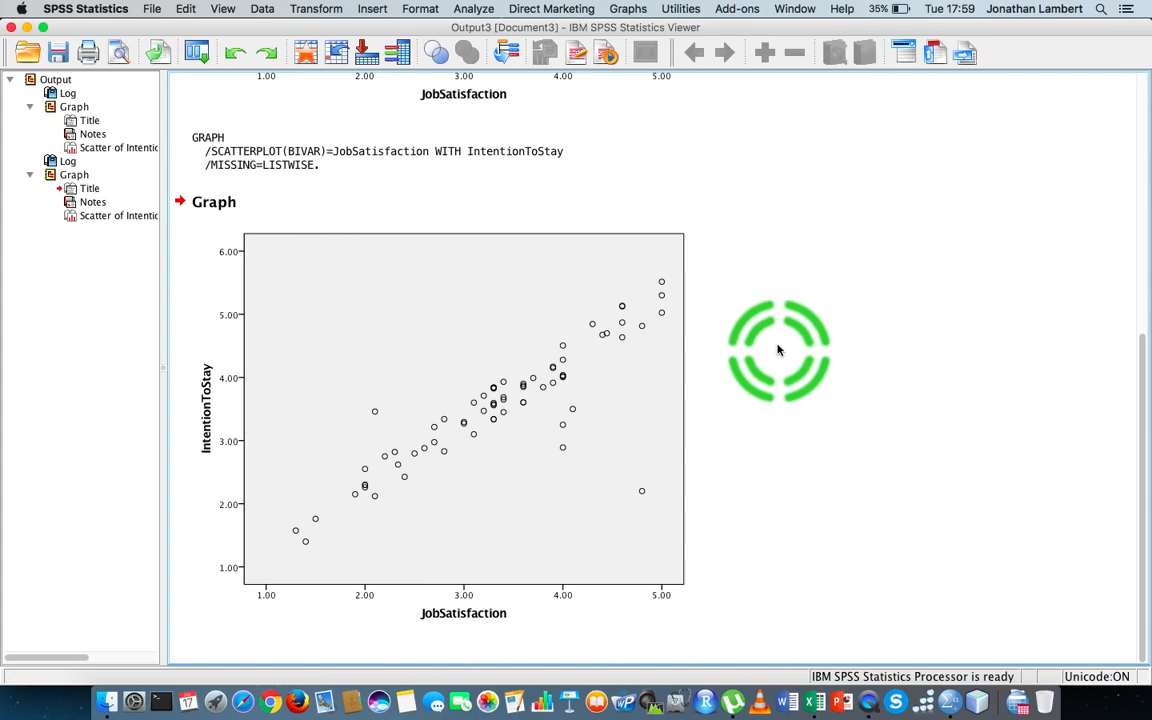 SPSS Statistics File Edit View Data Transform Insert Format Analyze Direct Marketing Graphs Utilities Add-ons Window Help 35% Tue 17:59 Jonathan Lambert
Output3 [Document3] - IBM SPSS Statistics Viewer
Output
Log
Graph
Title
Notes
Scatter of Intentic
Log
Graph
Title
Notes
Scatter of Intentic
1.00 2.00 3.00 4.00 5.00
JobSatisfaction
GRAPH
/SCATTERPLOT(BIVAR)=JobSatisfaction WITH IntentionToStay
/MISSING=LISTWISE.
Graph
6.00
5.00
4.00
3.00
2.00
1.00
IntentionToStay
1.00 2.00 3.00 4.00 5.00
JobSatisfaction
IBM SPSS Statistics Processor is ready Unicode:ON